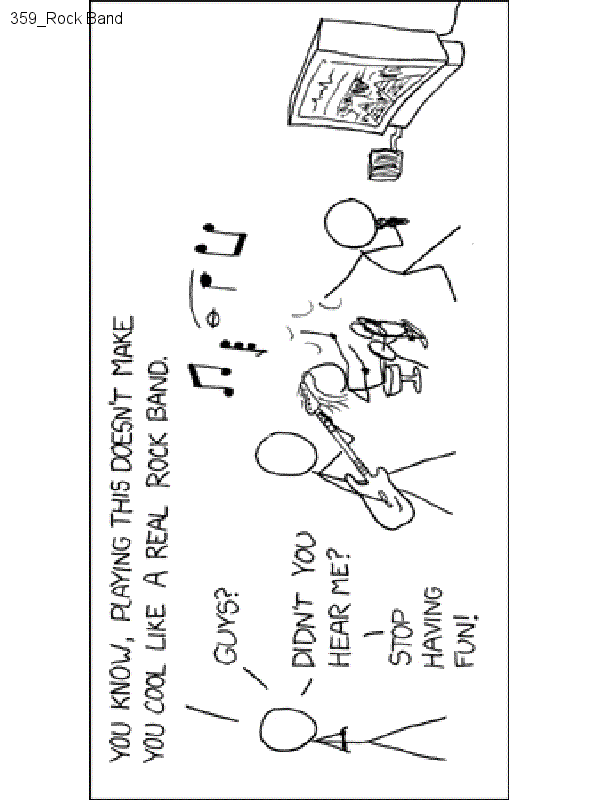 359_Rock Band
YOU KNOW, PLAYING THIS DOESN'T MAKE
YOU COOL LIKE A REAL ROCK BAND.
GUYS?
DIDN'T YOU
HEAR ME?
STOP
HAVING
FUN!